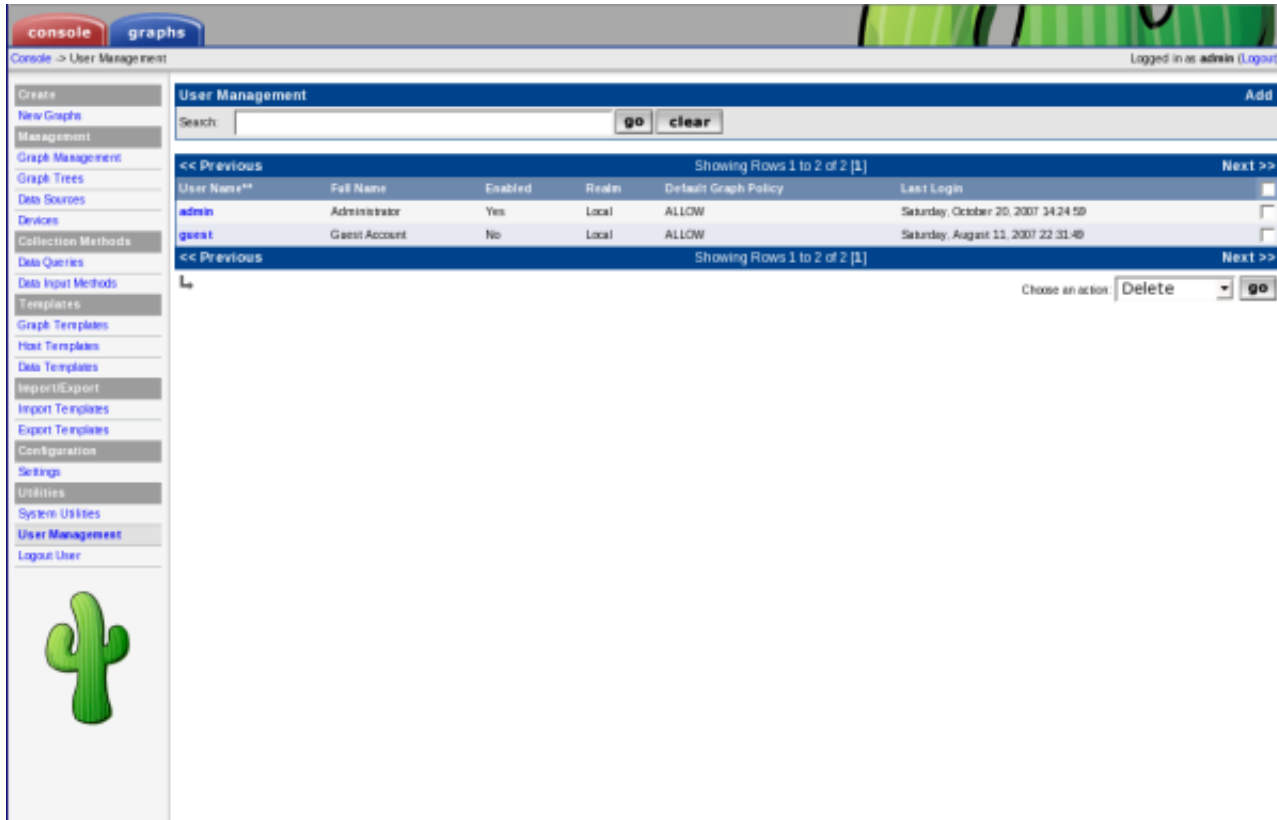 console graphs
Console -> User Management Logged in as admin (Logout
Create
New Graphs
Management
Graph Management
Graph Trees
Data Sources
Devices
Collection Methods
Data Queries
Data Input Methods
Templates
Graph Templates
Host Templates
Data Templates
Import/Export
Import Templates
Export Templates
Configuration
Settings
Utilities
System Utilities
User Management
Logout User
User Management Add
Search: go clear
<< Previous Showing Rows 1 to 2 of 2 [1] Next >>
User Name** Full Name Enabled Realm Default Graph Policy Last Login
admin Administrator Yes Local ALLOW Saturday, October 20, 2007 14:24:59
guest Guest Account No Local ALLOW Saturday, August 11, 2007 22:31:49
<< Previous Showing Rows 1 to 2 of 2 [1] Next >>
Choose an action: Delete go